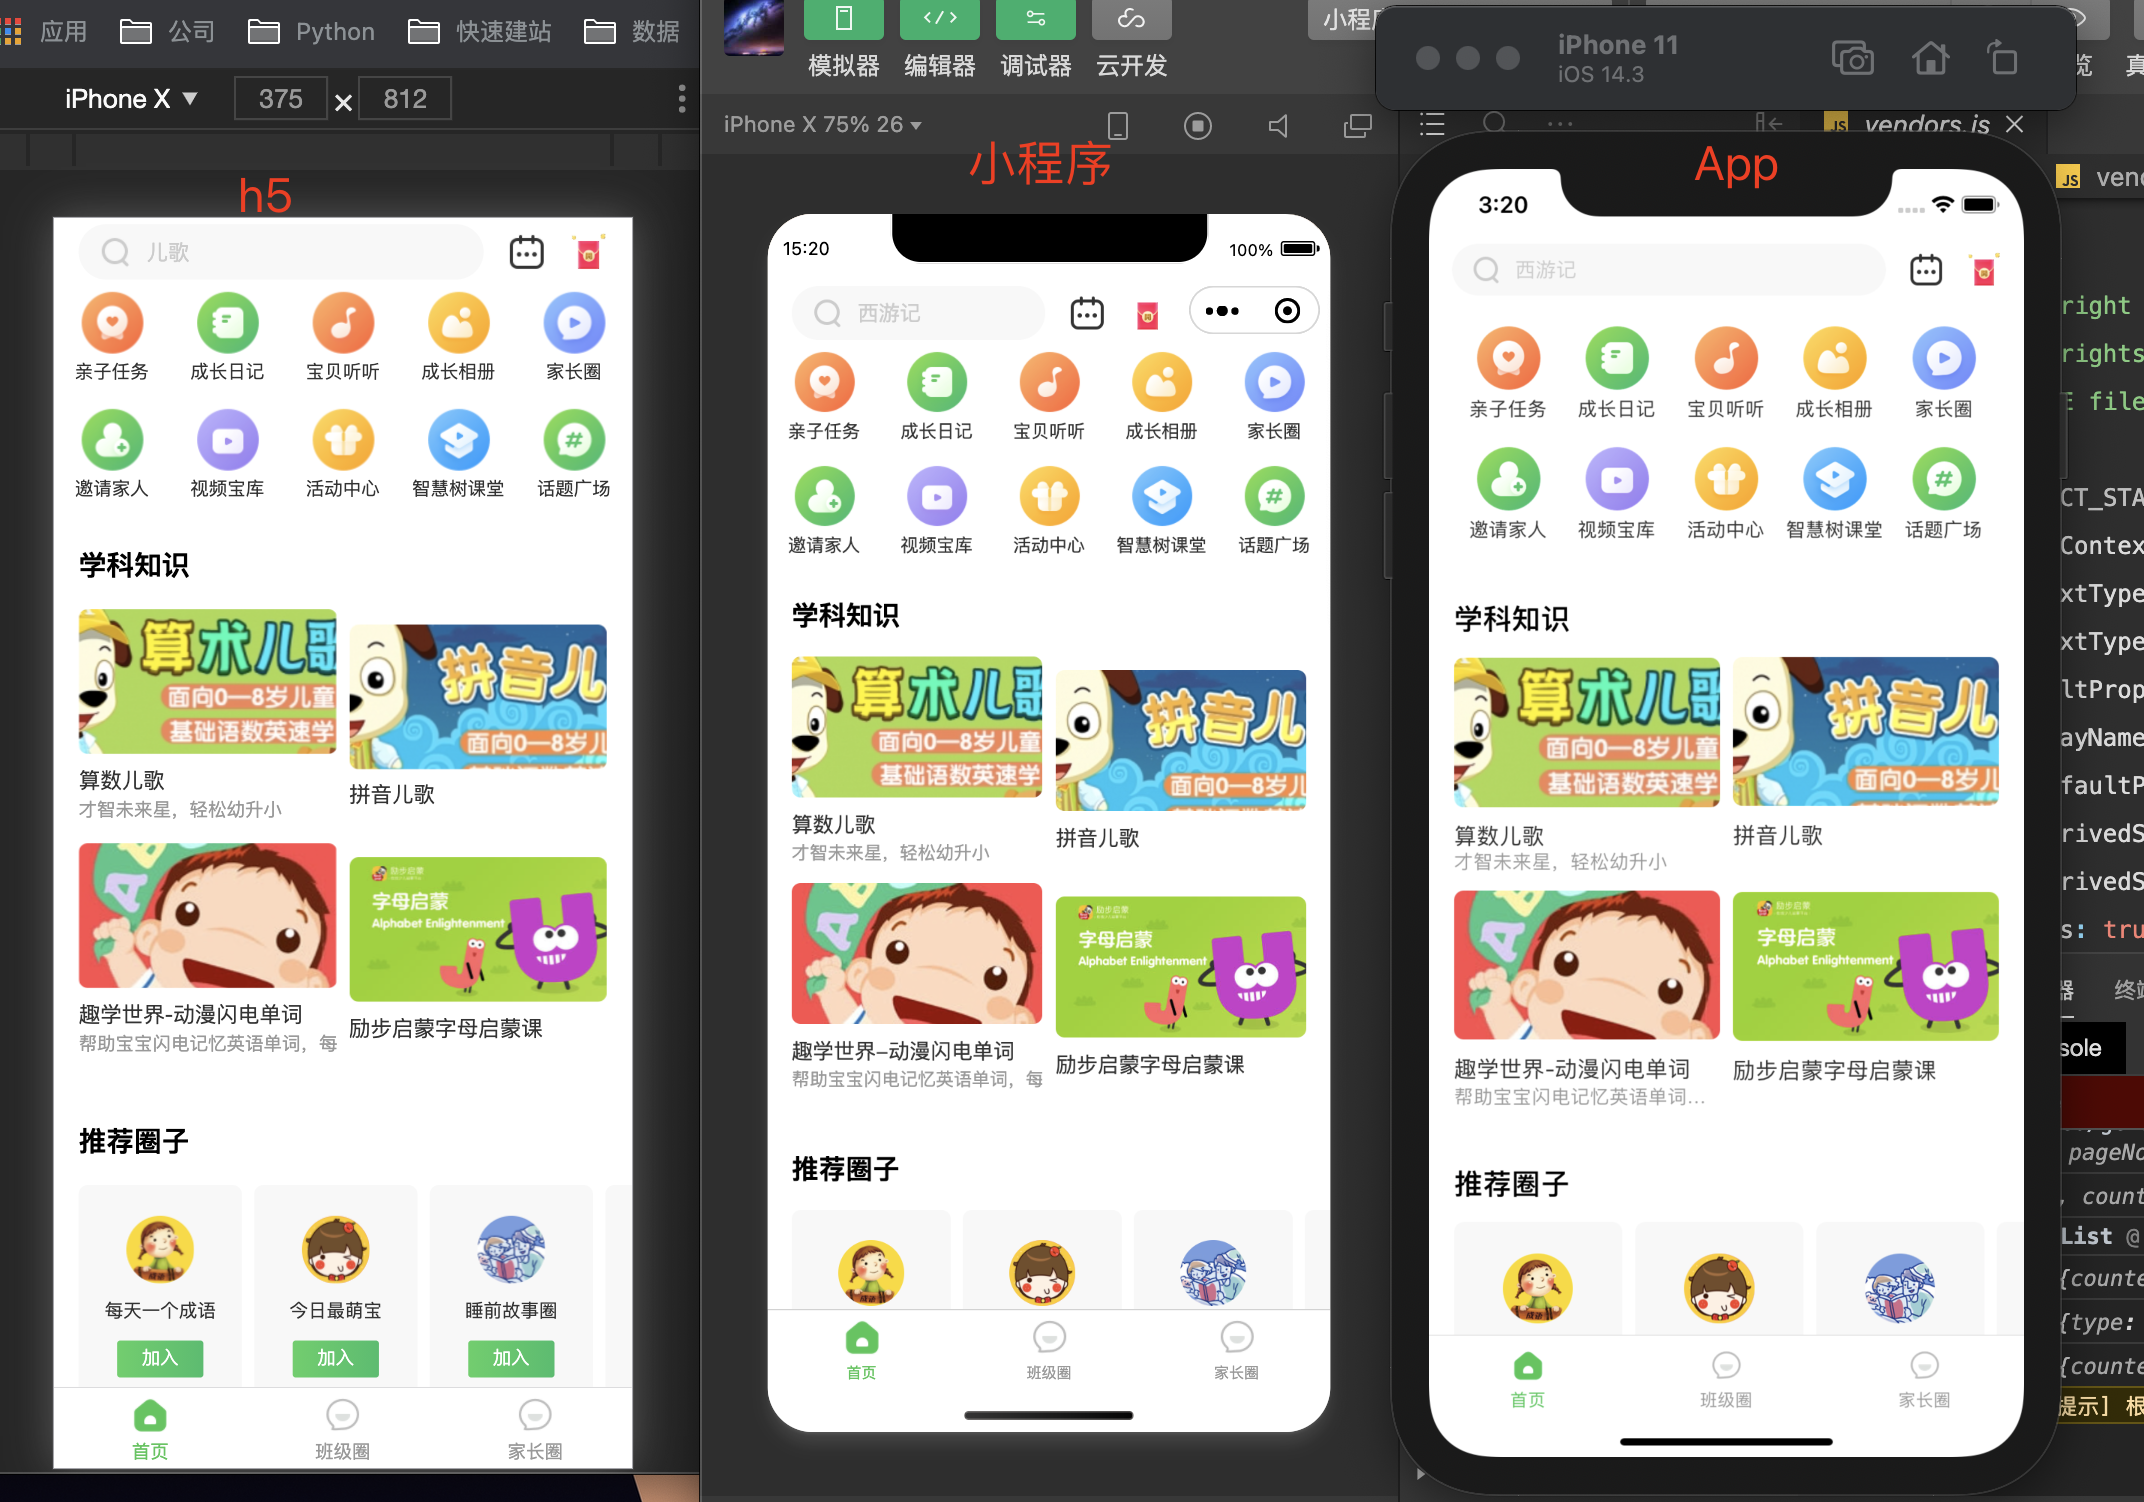 应用 公司 Python 快速建站 数据
iPhone X ▼ 375 × 812
h5
儿歌
亲子任务 成长日记 宝贝听听 成长相册 家长圈
邀请家人 视频宝库 活动中心 智慧树课堂 话题广场
学科知识
算术儿歌
面向0—8岁儿童
基础语数英速学
拼音儿
面向0—8岁儿
算数儿歌
才智未来星，轻松幼升小
拼音儿歌
字母启蒙
Alphabet Enlightenment
趣学世界-动漫闪电单词
帮助宝宝闪电记忆英语单词，每
励步启蒙字母启蒙课
推荐圈子
每天一个成语 今日最萌宝 睡前故事圈
加入 加入 加入
首页 班级圈 家长圈
模拟器 编辑器 调试器 云开发
小程
iPhone X 75% 26
小程序
15:20 100%
西游记
亲子任务 成长日记 宝贝听听 成长相册 家长圈
邀请家人 视频宝库 活动中心 智慧树课堂 话题广场
学科知识
算术儿歌
面向0—8岁儿童
基础语数英速学
拼音儿
面向0—8岁儿
算数儿歌
才智未来星，轻松幼升小
拼音儿歌
字母启蒙
Alphabet Enlightenment
趣学世界-动漫闪电单词
帮助宝宝闪电记忆英语单词，每
励步启蒙字母启蒙课
推荐圈子
首页 班级圈 家长圈
iPhone 11
iOS 14.3
览 真
JS vendors.js ×
App
3:20
西游记
亲子任务 成长日记 宝贝听听 成长相册 家长圈
邀请家人 视频宝库 活动中心 智慧树课堂 话题广场
学科知识
算术儿歌
面向0—8岁儿童
基础语数英速学
拼音儿
面向0—8岁儿
算数儿歌
才智未来星，轻松幼升小
拼音儿歌
字母启蒙
Alphabet Enlightenment
趣学世界-动漫闪电单词
帮助宝宝闪电记忆英语单词...
励步启蒙字母启蒙课
推荐圈子
首页 班级圈 家长圈
JS vend
right
rights
E file
CT_STA
Contex
xtType
xtType
ltProp
ayName
faultP
rivedS
rivedS
s: tru
器 终端
sole
pageNo
, count
List @
{counte
{type:
{counte
提示] 根